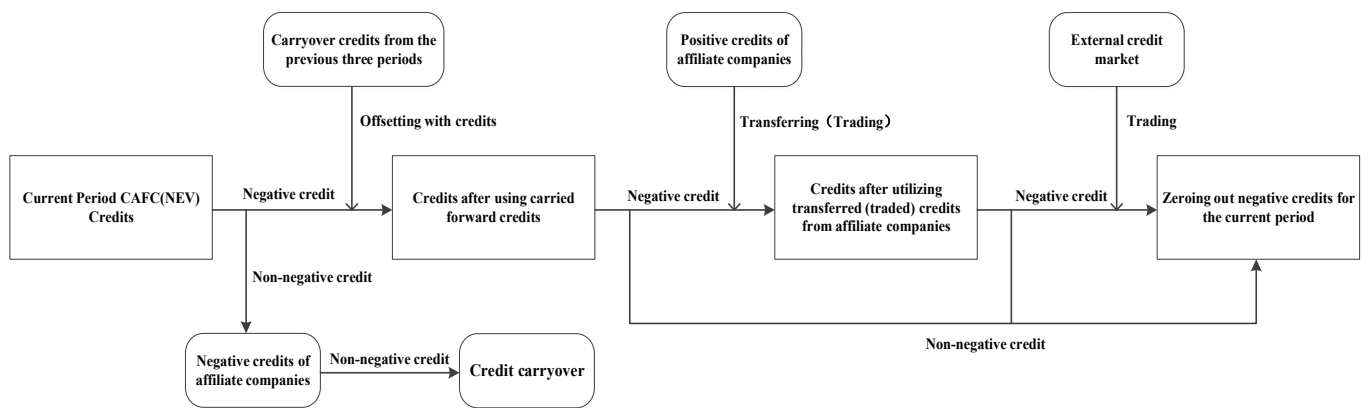 Carryover credits from the
previous three periods
Positive credits of
affiliate companies
External credit
market
Offsetting with credits
Transferring（Trading）
Trading
Current Period CAFC(NEV)
Credits
Negative credit
Credits after using carried
forward credits
Negative credit
Credits after utilizing
transferred (traded) credits
from affiliate companies
Negative credit
Zeroing out negative credits for
the current period
Non-negative credit
Non-negative credit
Negative credits of
affiliate companies
Non-negative credit
Credit carryover